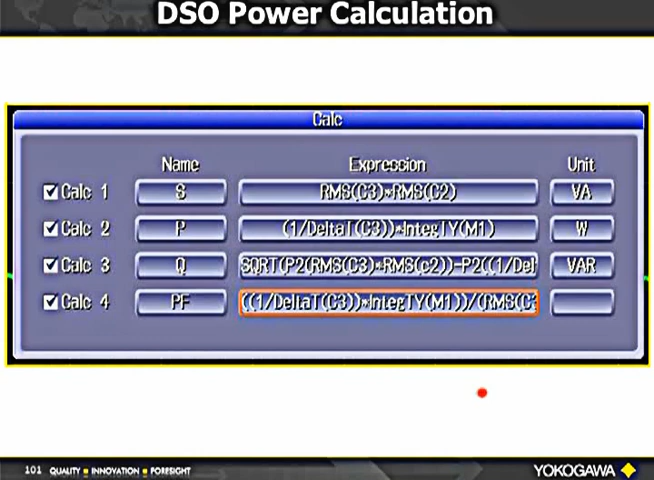 DSO Power Calculation
Calc
Name Expression Unit
Calc 1 S RMS(C3)*RMS(C2) VA
Calc 2 P (1/DeltaT(C3))*IntegTY(M1) W
Calc 3 Q SQRT(P2(RMS(C3)*RMS(c2))-P2((1/Del VAR
Calc 4 PF ((1/DeltaT(C3))*IntegTY(M1))/(RMS(C3
101 QUALITY INNOVATION FORESIGHT YOKOGAWA